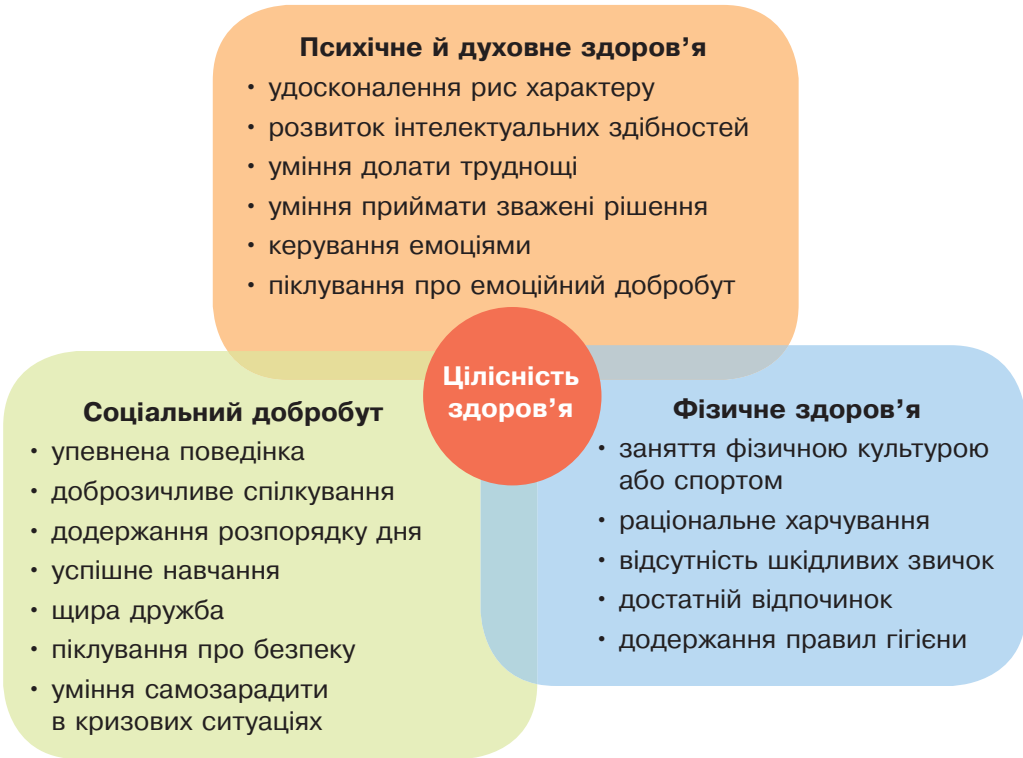 Психічне й духовне здоров’я
• удосконалення рис характеру
• розвиток інтелектуальних здібностей
• уміння долати труднощі
• уміння приймати зважені рішення
• керування емоціями
• піклування про емоційний добробут
Цілісність
здоров’я
Соціальний добробут
• упевнена поведінка
• доброзичливе спілкування
• додержання розпорядку дня
• успішне навчання
• щира дружба
• піклування про безпеку
• уміння самозарадити
в кризових ситуаціях
Фізичне здоров’я
• заняття фізичною культурою
або спортом
• раціональне харчування
• відсутність шкідливих звичок
• достатній відпочинок
• додержання правил гігієни